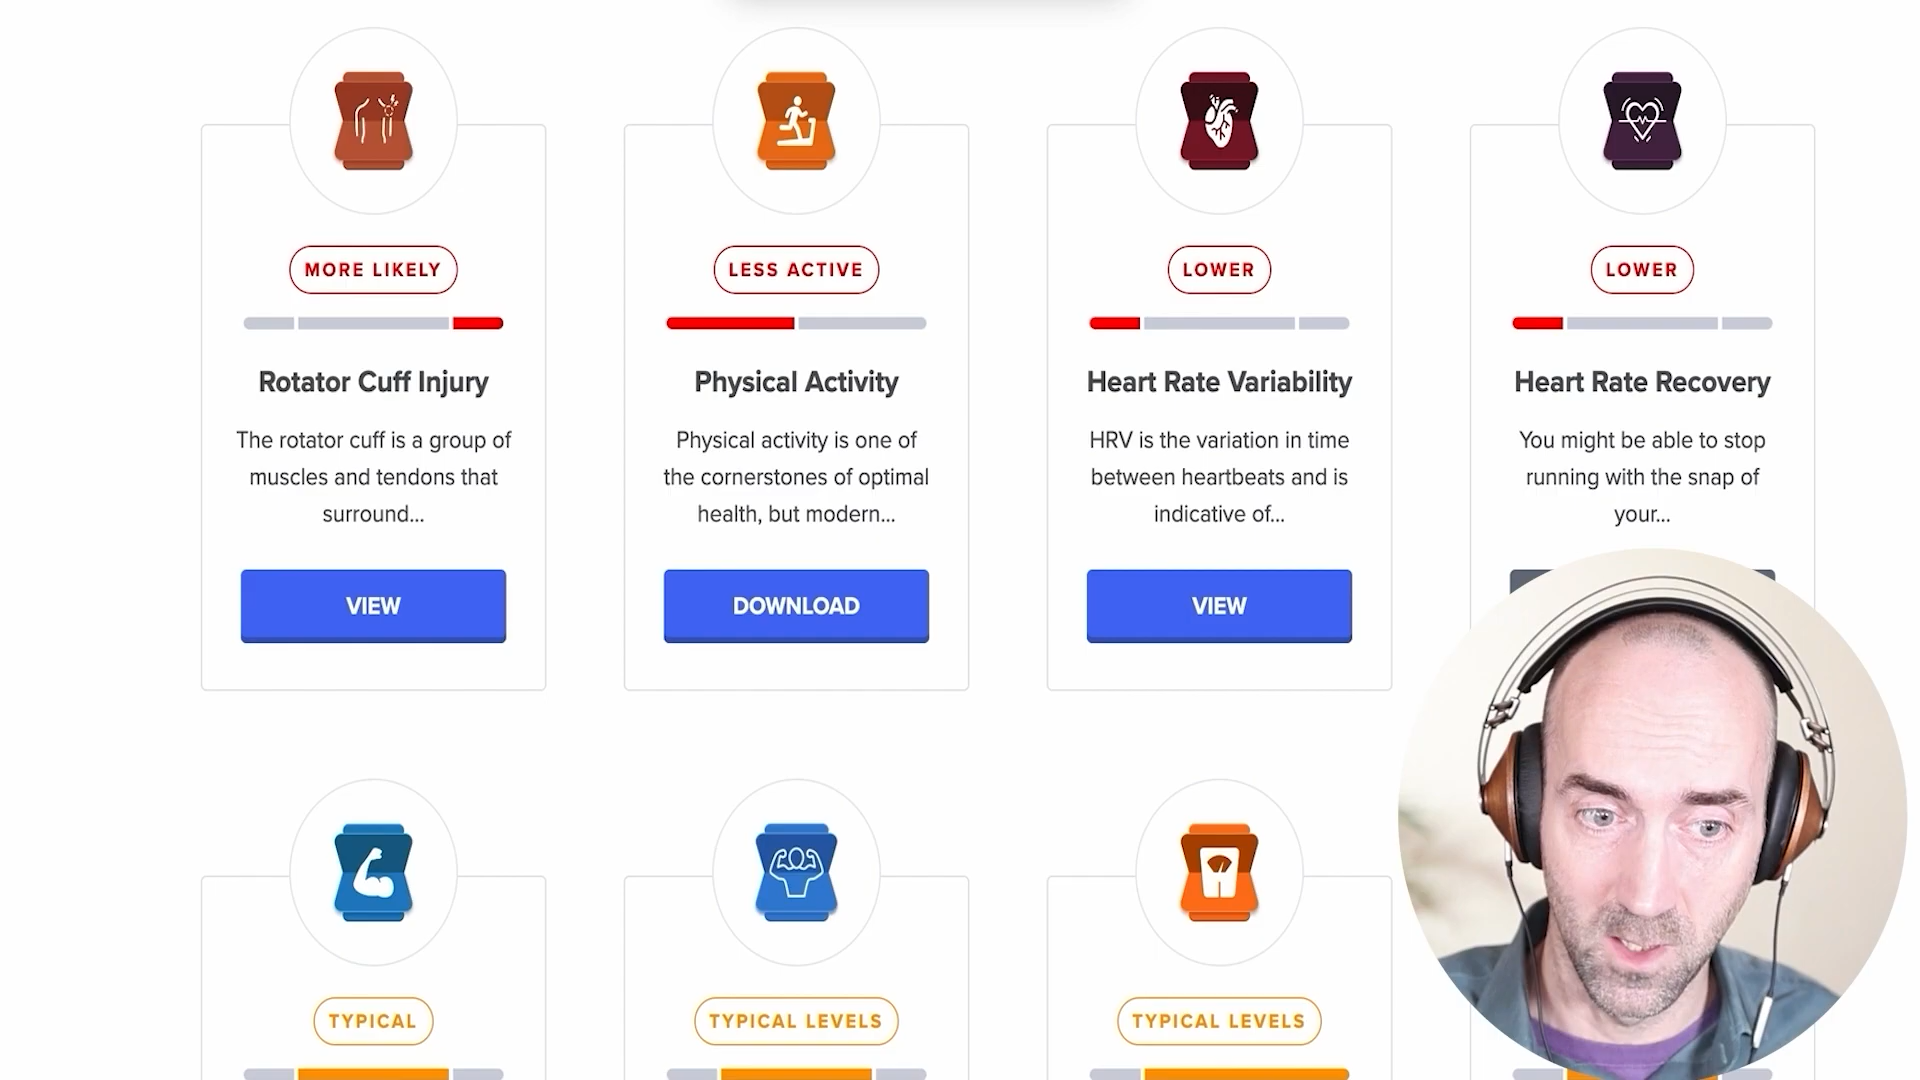 MORE LIKELY
Rotator Cuff Injury
The rotator cuff is a group of
muscles and tendons that
surround...
VIEW
LESS ACTIVE
Physical Activity
Physical activity is one of
the cornerstones of optimal
health, but modern...
DOWNLOAD
LOWER
Heart Rate Variability
HRV is the variation in time
between heartbeats and is
indicative of...
VIEW
LOWER
Heart Rate Recovery
You might be able to stop
running with the snap of
your...
TYPICAL
TYPICAL LEVELS
TYPICAL LEVELS